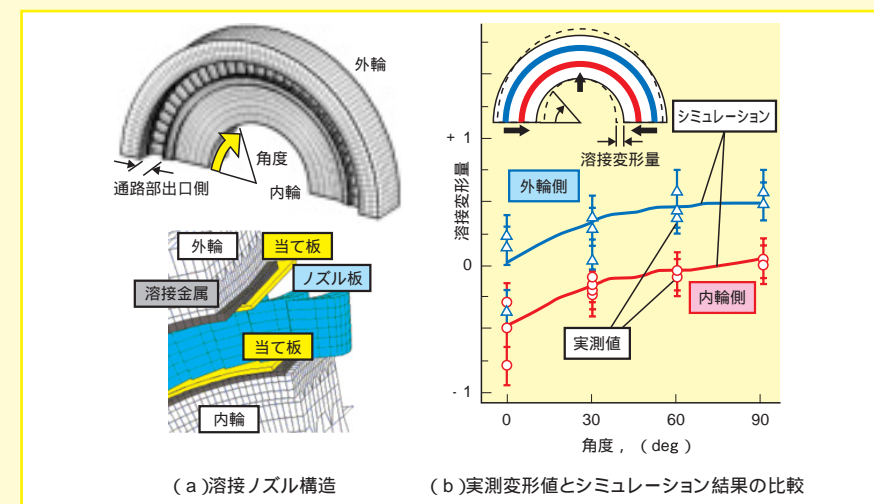 外輪
角度
通路部出口側
内輪
外輪
当て板
ノズル板
溶接金属
当て板
内輪
(a)溶接ノズル構造
シミュレーション
溶接変形量
外輪側
内輪側
実測値
溶接変形量
+ 1
0
- 1
0 30 60 90
角度 , (deg)
(b)実測変形値とシミュレーション結果の比較